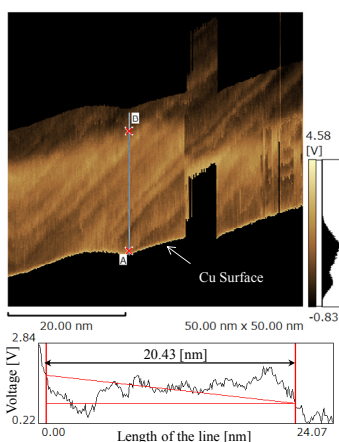 B
4.58
[V]
A
Cu Surface
-0.83
20.00 nm
50.00 nm x 50.00 nm
2.84
20.43 [nm]
Voltage [V]
0.22
0.00
Length of the line [nm]
24.07